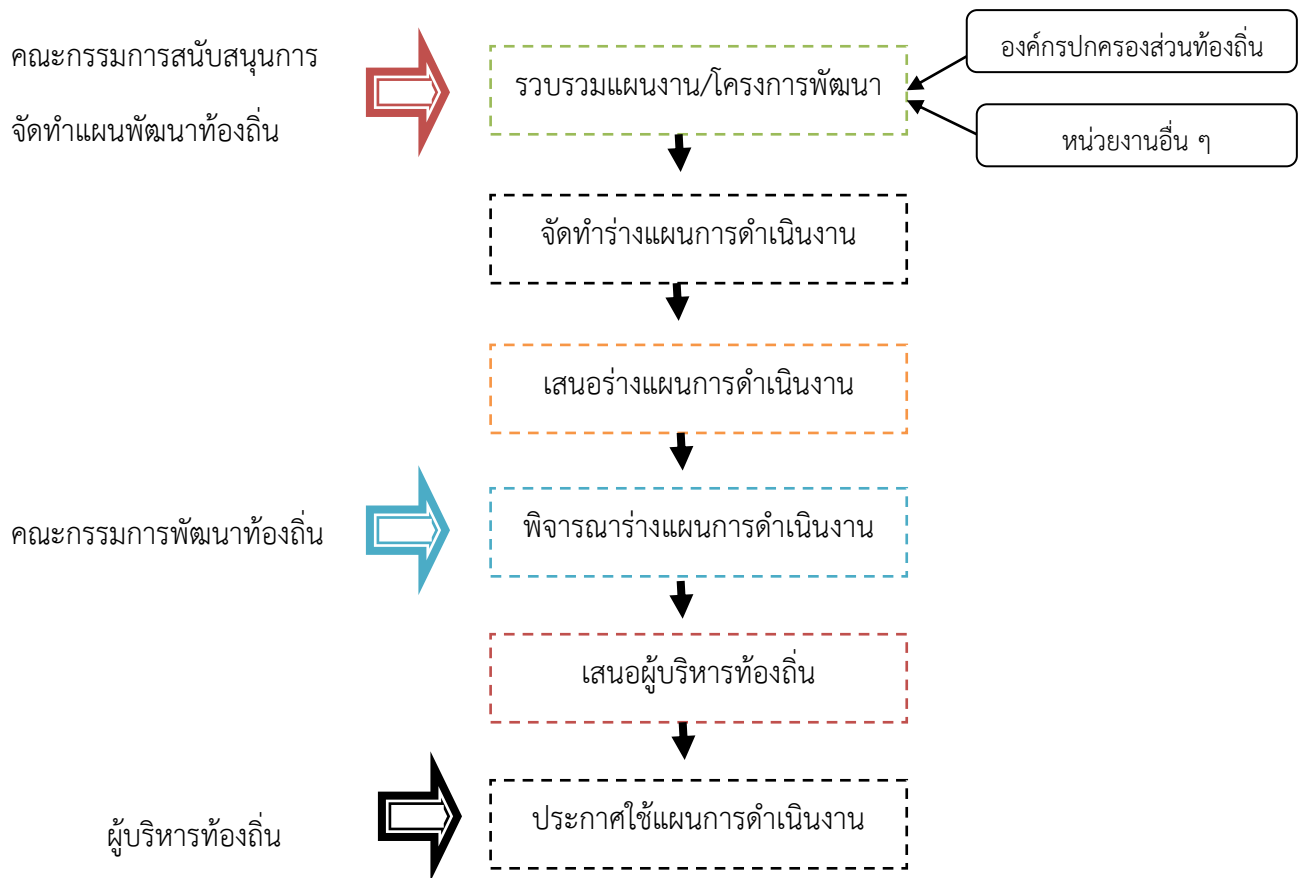 คณะกรรมการสนับสนุนการ
จัดทำแผนพัฒนาท้องถิ่น
รวบรวมแผนงาน/โครงการพัฒนา
องค์กรปกครองส่วนท้องถิ่น
หน่วยงานอื่น ๆ
จัดทำร่างแผนการดำเนินงาน
เสนอร่างแผนการดำเนินงาน
คณะกรรมการพัฒนาท้องถิ่น
พิจารณาร่างแผนการดำเนินงาน
เสนอผู้บริหารท้องถิ่น
ผู้บริหารท้องถิ่น
ประกาศใช้แผนการดำเนินงาน